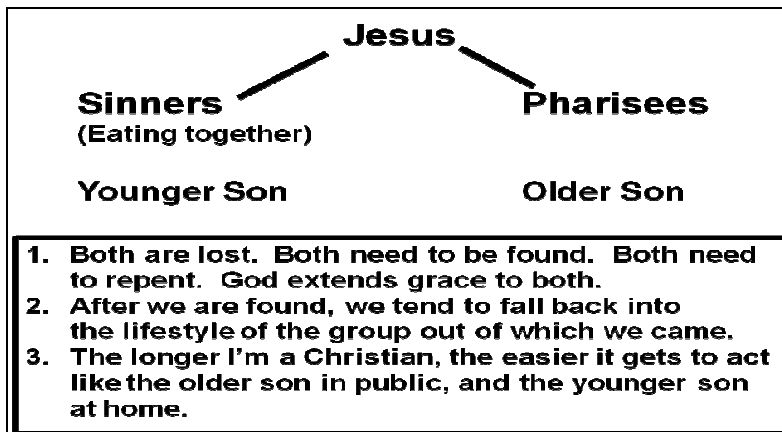 Jesus
Sinners Pharisees
(Eating together)
Younger Son Older Son
1. Both are lost. Both need to be found. Both need
to repent. God extends grace to both.
2. After we are found, we tend to fall back into
the lifestyle of the group out of which we came.
3. The longer I'm a Christian, the easier it gets to act
like the older son in public, and the younger son
at home.